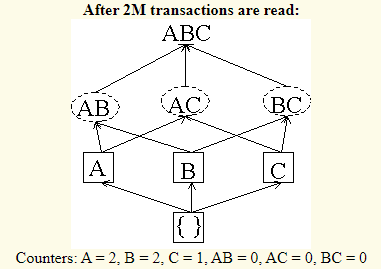 After 2M transactions are read:
ABC
AB AC BC
A B C
{ }
Counters: A = 2, B = 2, C = 1, AB = 0, AC = 0, BC = 0